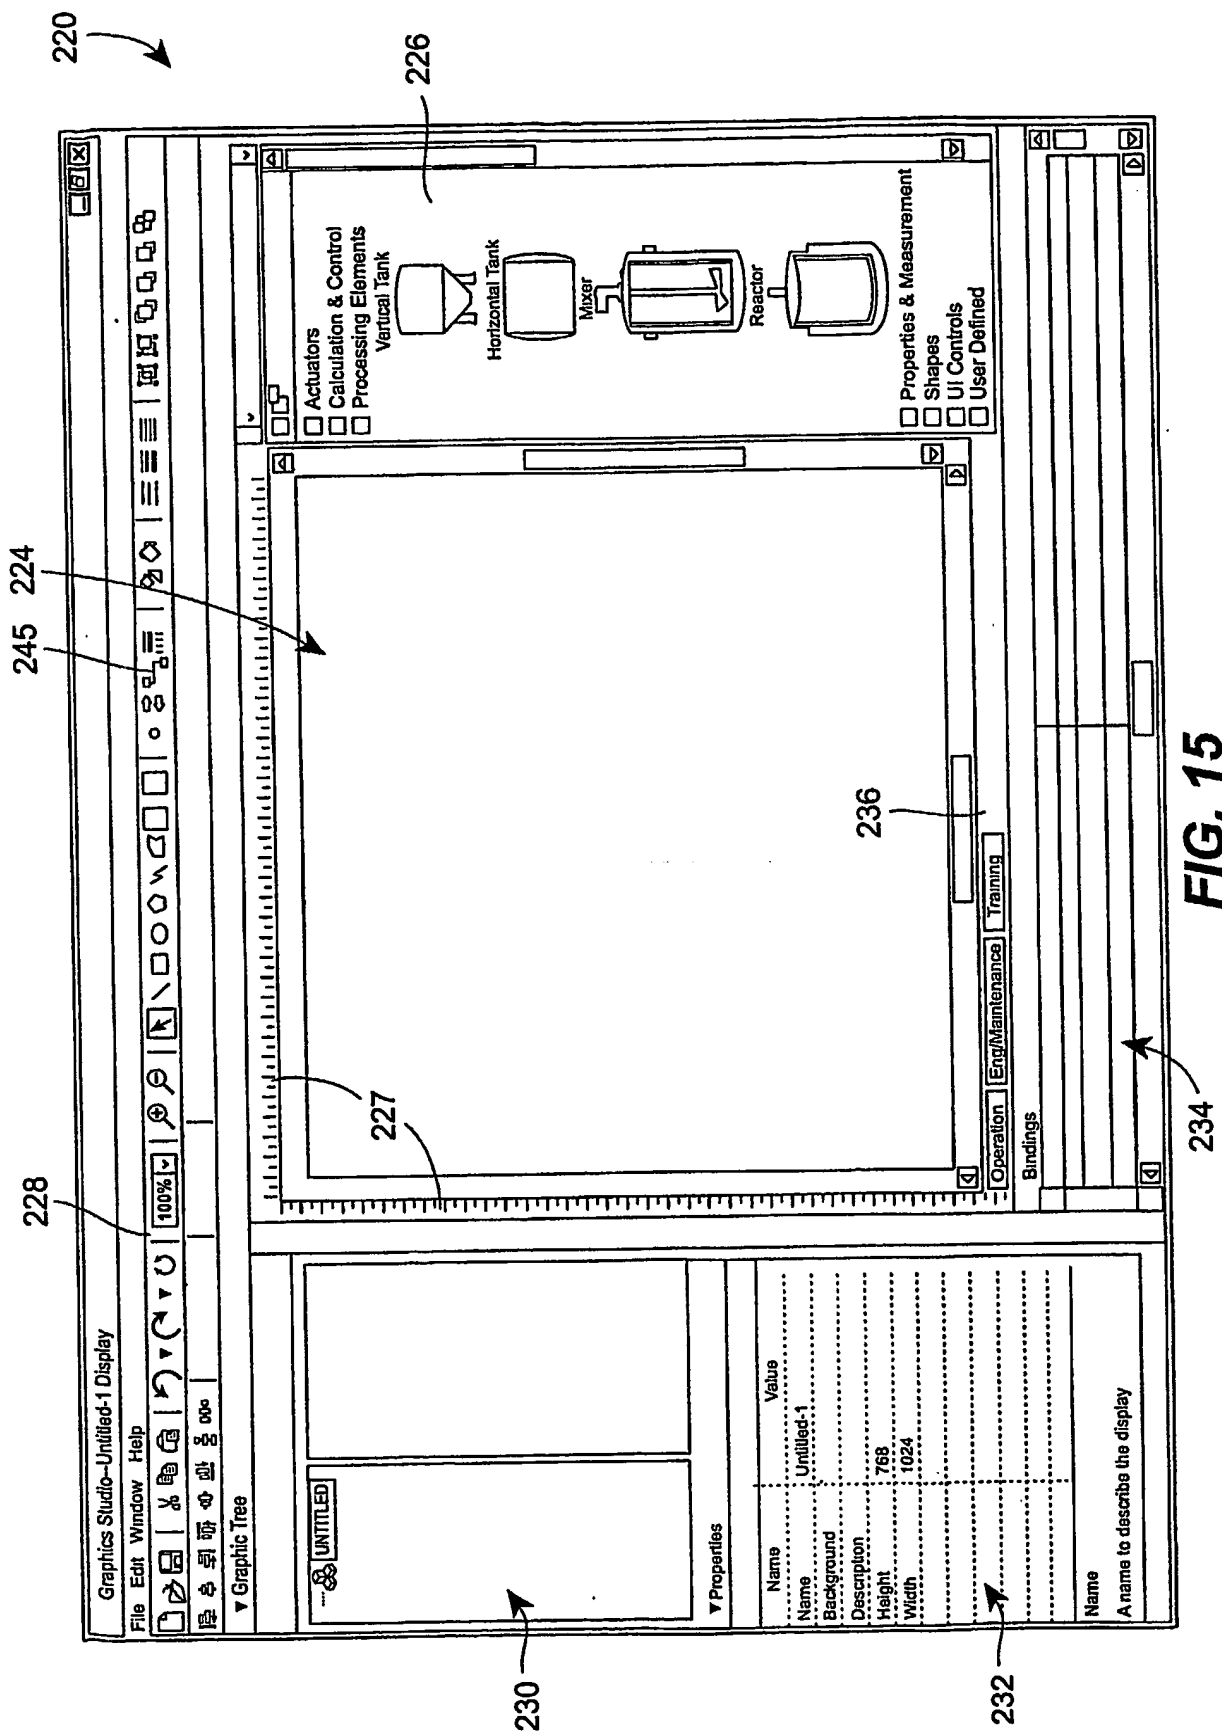 220
Graphics Studio--Untitled-1 Display
File Edit Window Help
228
100%
245
224
▼ Graphic Tree
UNTITLED
230
227
226
Actuators
Calculation & Control
Processing Elements
Vertical Tank
Horizontal Tank
Mixer
Reactor
Properties & Measurement
Shapes
UI Controls
User Defined
▼ Properties
Name Value
Name Untitled-1
Background
Description
Height 768
Width 1024
232
Name
A name to describe the display
236
Operation Eng/Maintenance Training
Bindings
234
FIG. 15